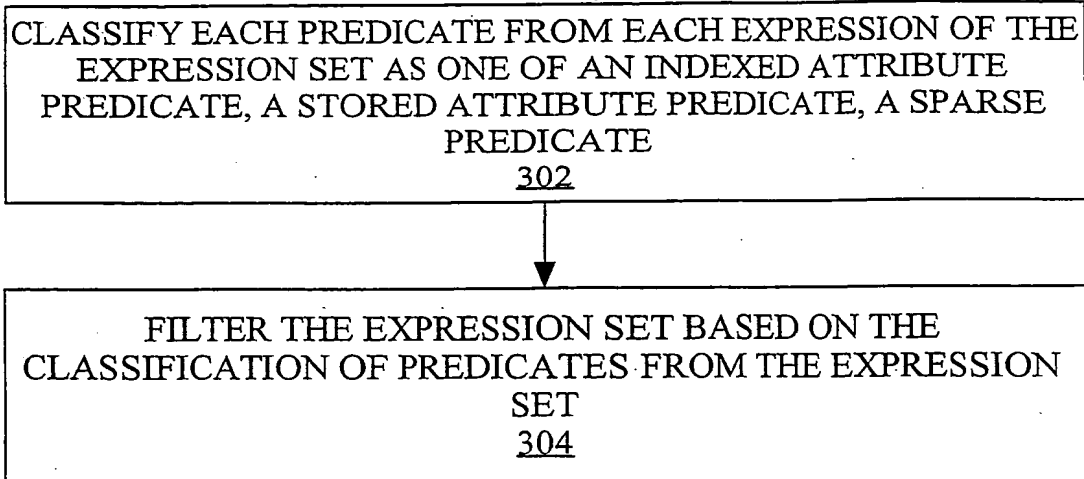 CLASSIFY EACH PREDICATE FROM EACH EXPRESSION OF THE
EXPRESSION SET AS ONE OF AN INDEXED ATTRIBUTE
PREDICATE, A STORED ATTRIBUTE PREDICATE, A SPARSE
PREDICATE
302
FILTER THE EXPRESSION SET BASED ON THE
CLASSIFICATION OF PREDICATES FROM THE EXPRESSION
SET
304